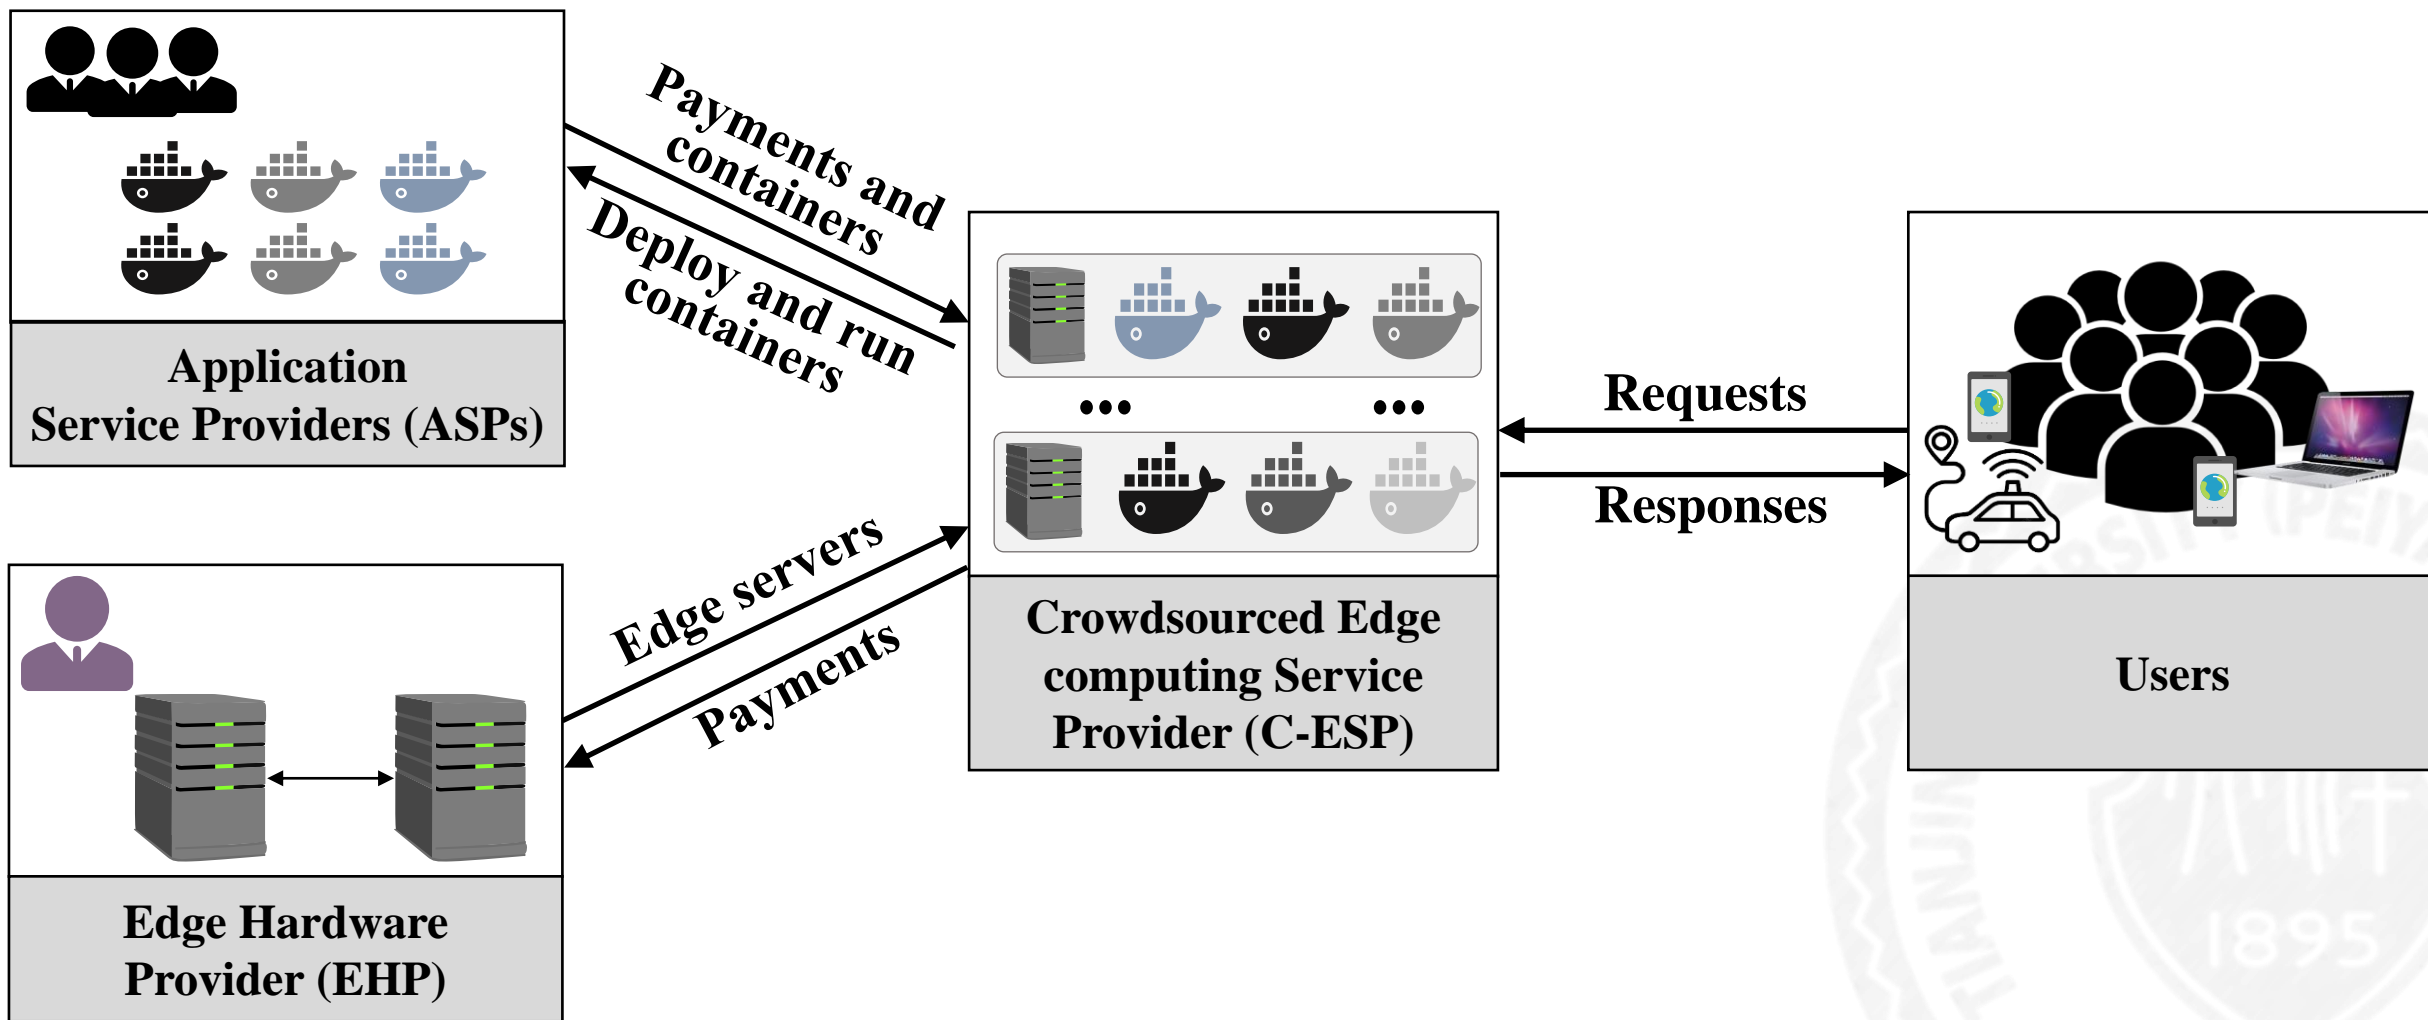 Payments and
containers
Deploy and run
containers
Application
Service Providers (ASPs)
Requests
Responses
Edge servers
Payments
Crowdsourced Edge
computing Service
Provider (C-ESP)
Users
Edge Hardware
Provider (EHP)
1895